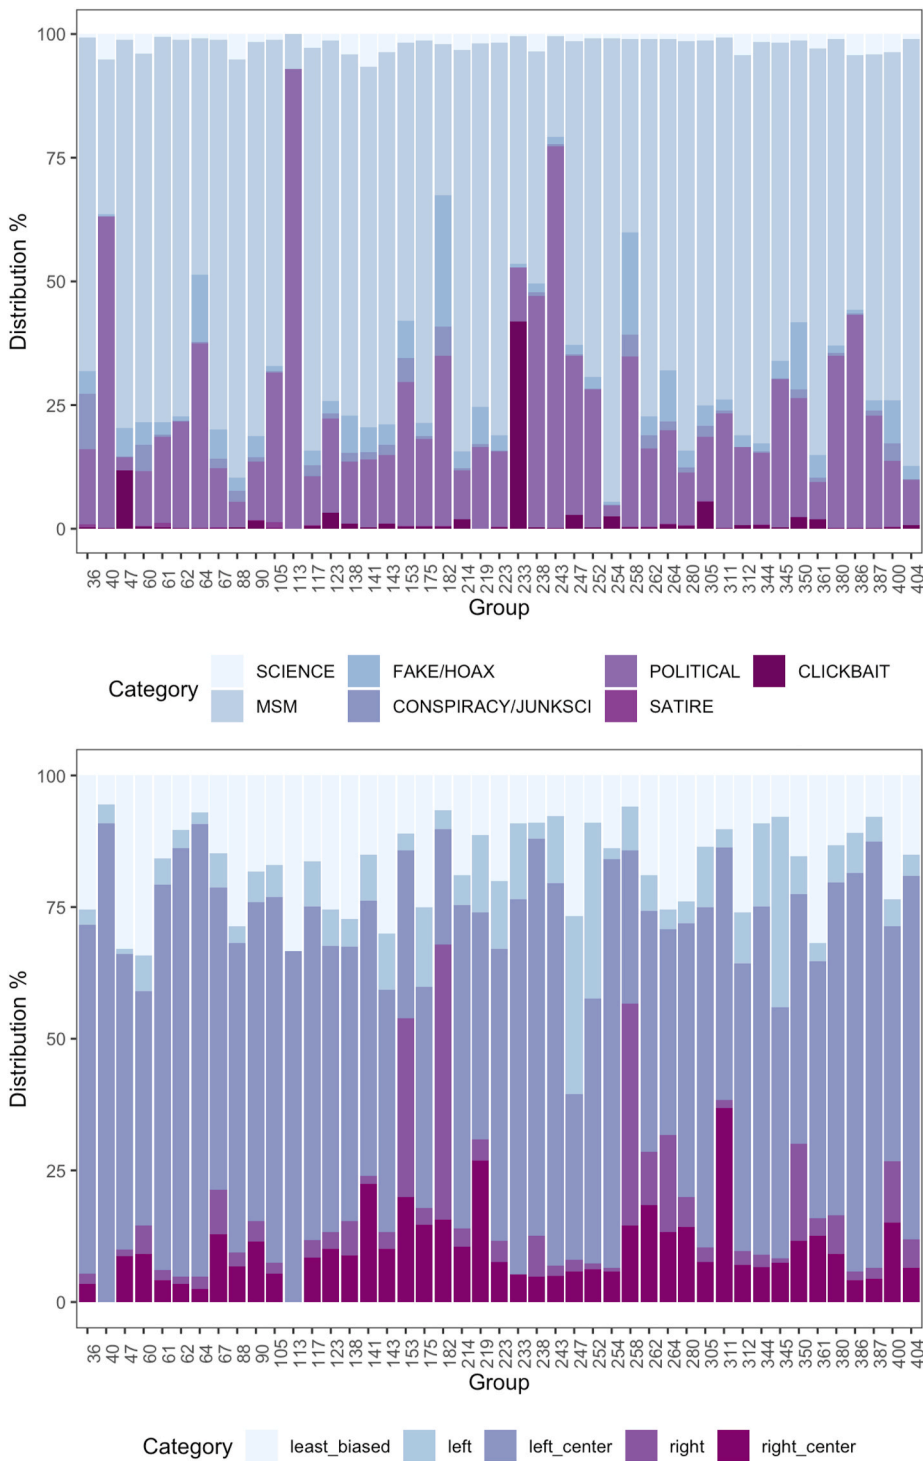 100
75
50
25
0
Distribution %
36 40 47 60 61 62 64 67 88 90 105 113 117 123 138 141 143 153 175 182 214 219 223 233 238 243 247 252 254 258 262 264 280 305 311 312 344 345 350 361 380 386 387 400 404
Group
Category
SCIENCE FAKE/HOAX POLITICAL CLICKBAIT
MSM CONSPIRACY/JUNKSCI SATIRE
100
75
50
25
0
Distribution %
36 40 47 60 61 62 64 67 88 90 105 113 117 123 138 141 143 153 175 182 214 219 223 233 238 243 247 252 254 258 262 264 280 305 311 312 344 345 350 361 380 386 387 400 404
Group
Category least_biased left left_center right right_center